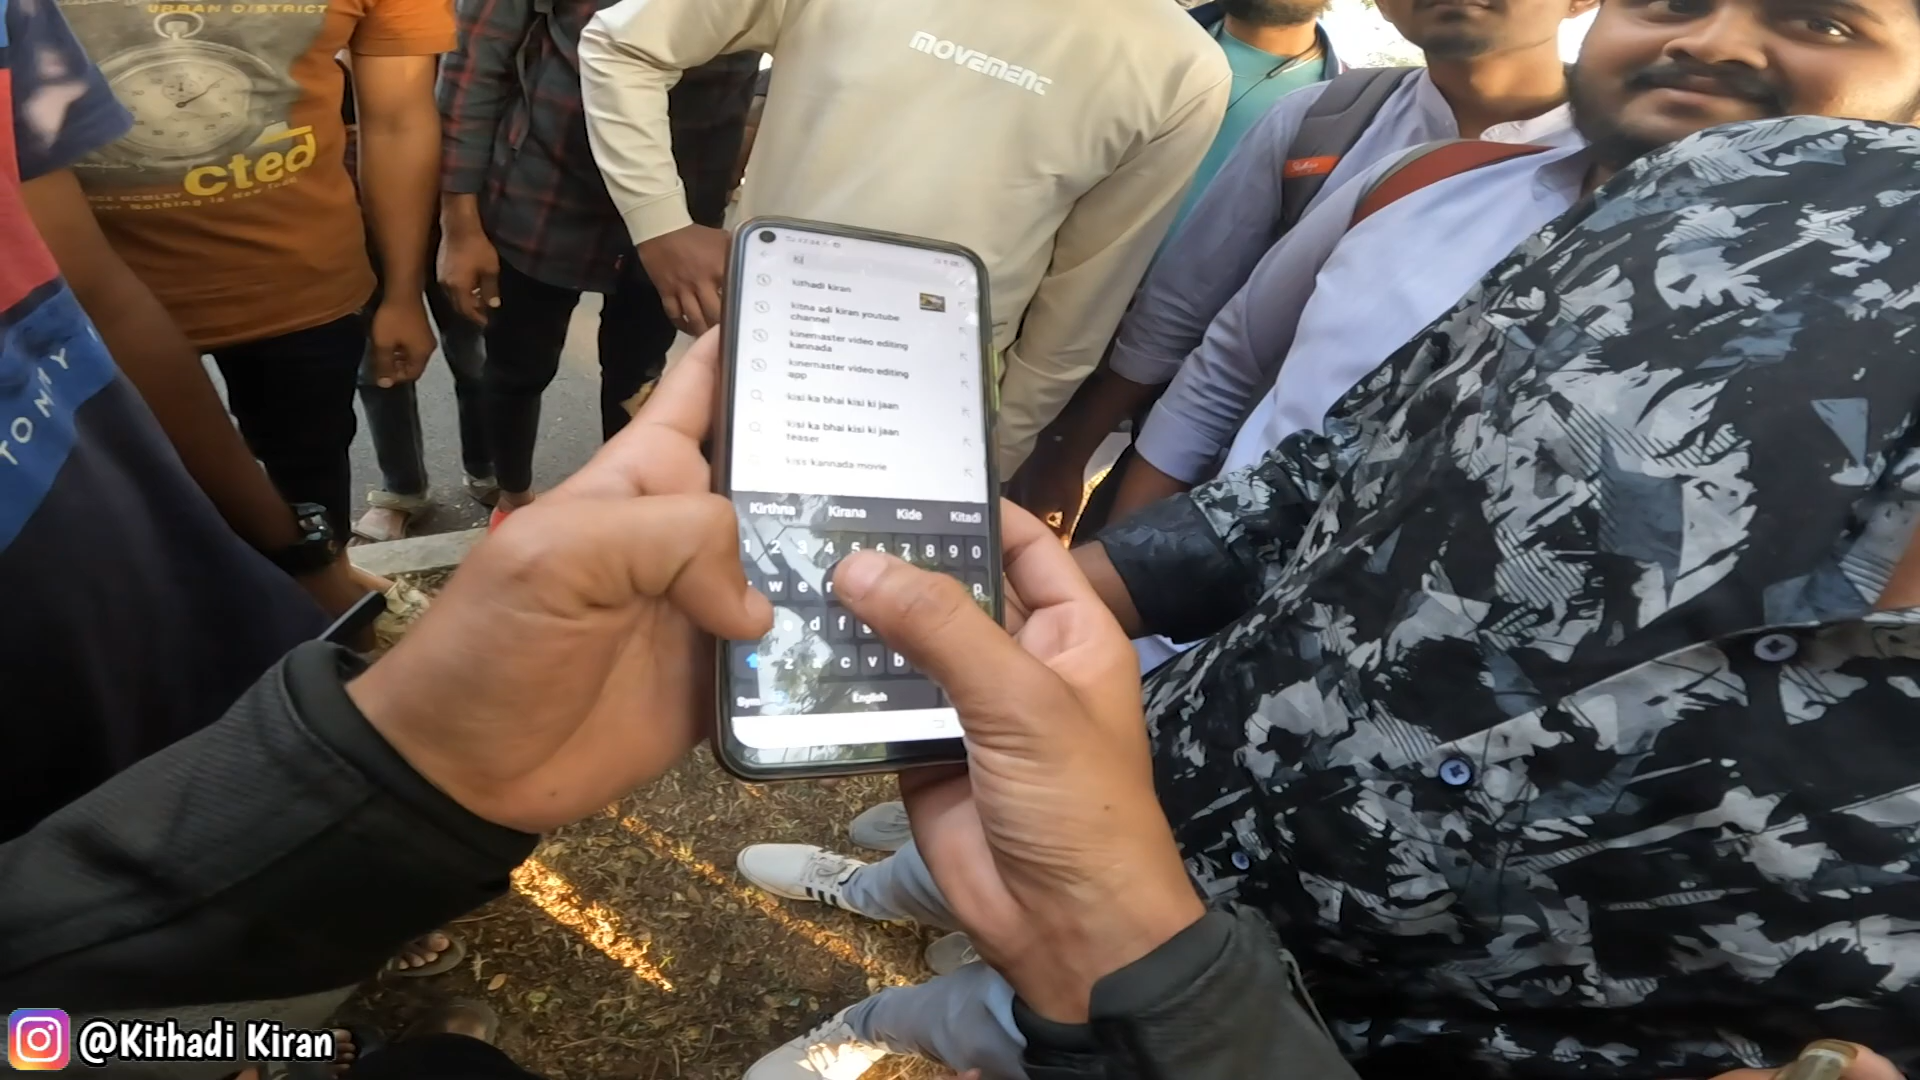 URBAN DISTRICT
cted
MOVEMENT
TOMMY
Ki
kithadi kiran
kitna adi kiran youtube
channel
kinemaster video editing
kannada
kinemaster video editing
app
kisi ka bhai kisi ki jaan
kisi ka bhai kisi ki jaan
teaser
kiss kannada movie
Kirthna Kirana Kide Kitadi
1 2 3 4 5 6 7 8 9 0
w e r p
d f g
z c v b
English
@Kithadi Kiran